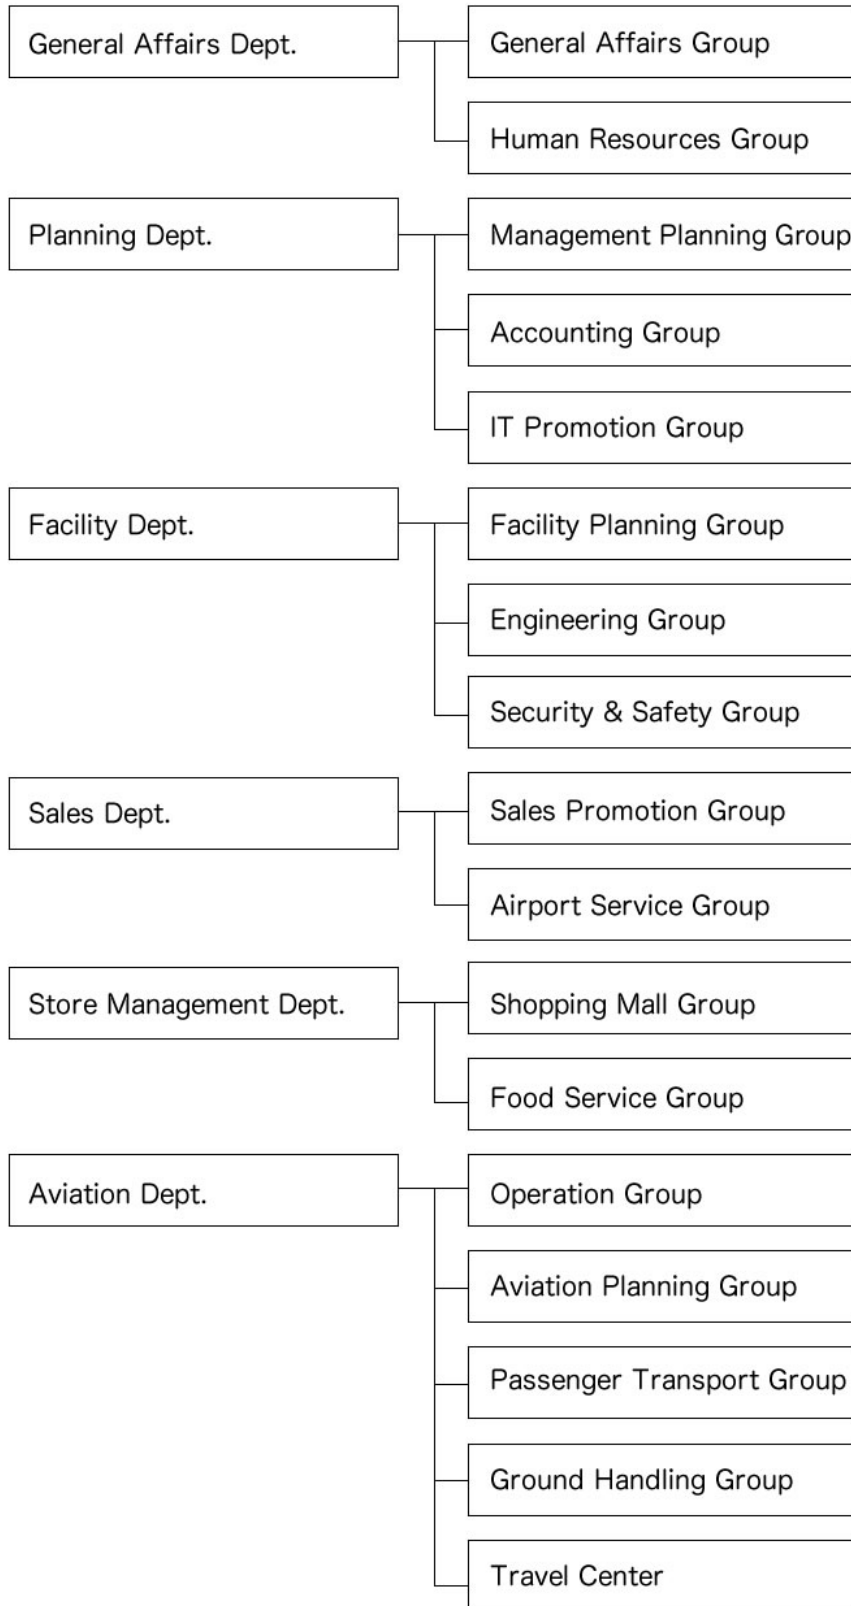 General Affairs Dept.
General Affairs Group
Human Resources Group
Planning Dept.
Management Planning Group
Accounting Group
IT Promotion Group
Facility Dept.
Facility Planning Group
Engineering Group
Security & Safety Group
Sales Dept.
Sales Promotion Group
Airport Service Group
Store Management Dept.
Shopping Mall Group
Food Service Group
Aviation Dept.
Operation Group
Aviation Planning Group
Passenger Transport Group
Ground Handling Group
Travel Center